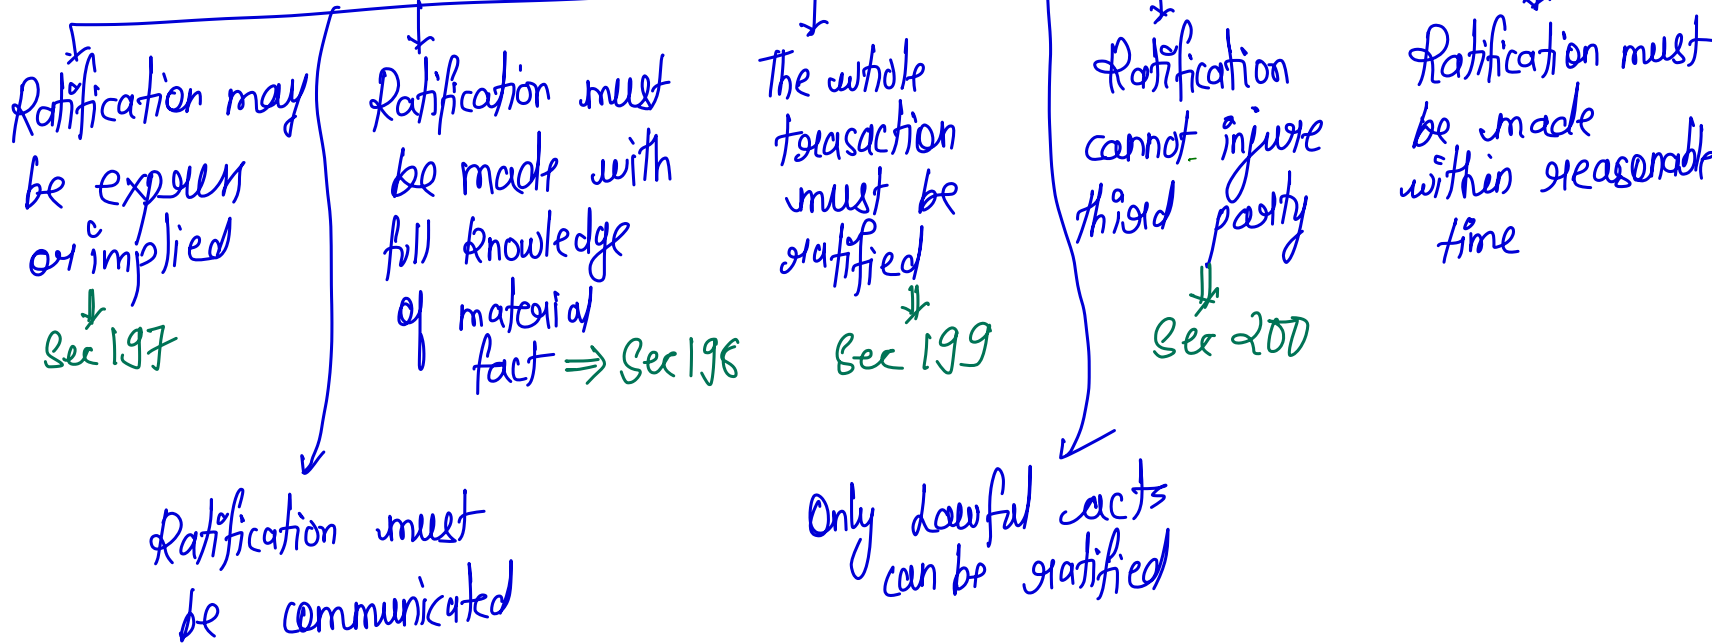 Ratification may
be express
or implied
Sec 197
Ratification must
be made with
full knowledge
of material
fact ⇒ Sec 198
The whole
trasaction
must be
ratified
Sec 199
Ratification
cannot injure
third party
Sec 200
Ratification must
be made
within reasonable
time
Ratification must
be communicated
Only Lawful acts
can be ratified